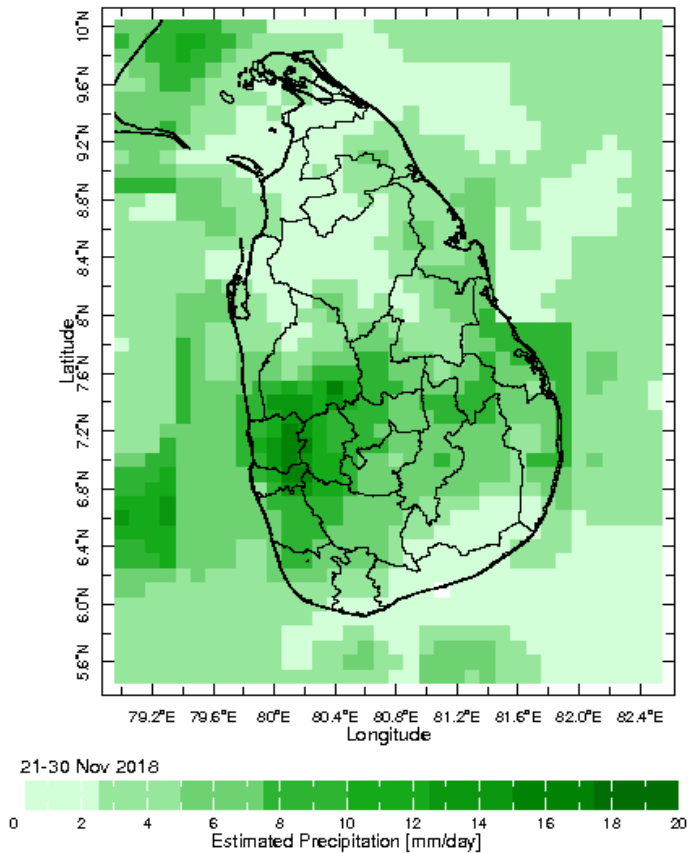 10°N
9.6°N
9.2°N
8.8°N
8.4°N
8°N
7.6°N
7.2°N
6.8°N
6.4°N
6.0°N
5.6°N
Latitude
79.2°E 79.6°E 80°E 80.4°E 80.8°E 81.2°E 81.6°E 82.0°E 82.4°E
Longitude
21-30 Nov 2018
0 2 4 6 8 10 12 14 16 18 20
Estimated Precipitation [mm/day]